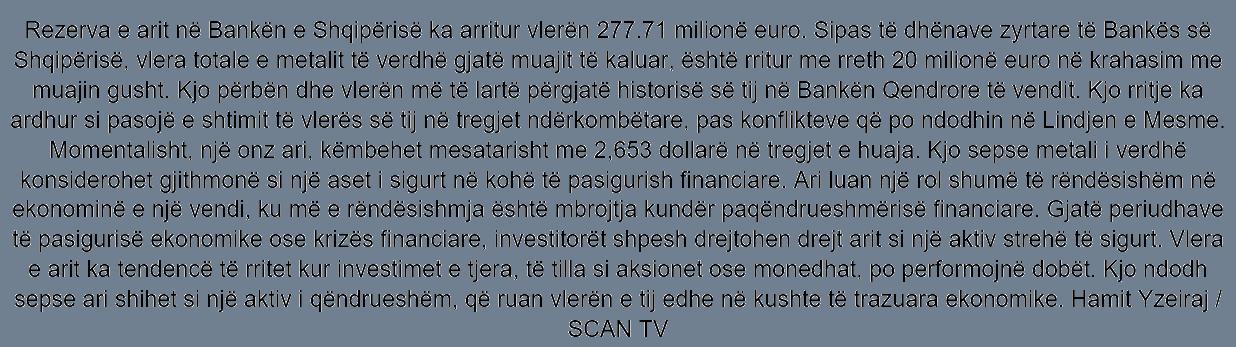 Rezerva e arit në Bankën e Shqipërisë ka arritur vlerën 277.71 milionë euro. Sipas të dhënave zyrtare të Bankës së
Shqipërisë, vlera totale e metalit të verdhë gjatë muajit të kaluar, është rritur me rreth 20 milionë euro në krahasim me
muajin gusht. Kjo përbën dhe vlerën më të lartë përgjatë historisë së tij në Bankën Qendrore të vendit. Kjo rritje ka
ardhur si pasojë e shtimit të vlerës së tij në tregjet ndërkombëtare, pas konflikteve që po ndodhin në Lindjen e Mesme.
Momentalisht, një onz ari, këmbehet mesatarisht me 2,653 dollarë në tregjet e huaja. Kjo sepse metali i verdhë
konsiderohet gjithmonë si një aset i sigurt në kohë të pasigurish financiare. Ari luan një rol shumë të rëndësishëm në
ekonominë e një vendi, ku më e rëndësishmja është mbrojtja kundër paqëndrueshmërisë financiare. Gjatë periudhave
të pasigurisë ekonomike ose krizës financiare, investitorët shpesh drejtohen drejt arit si një aktiv strehë të sigurt. Vlera
e arit ka tendencë të rritet kur investimet e tjera, të tilla si aksionet ose monedhat, po performojnë dobët. Kjo ndodh
sepse ari shihet si një aktiv i qëndrueshëm, që ruan vlerën e tij edhe në kushte të trazuara ekonomike. Hamit Yzeiraj /
SCAN TV